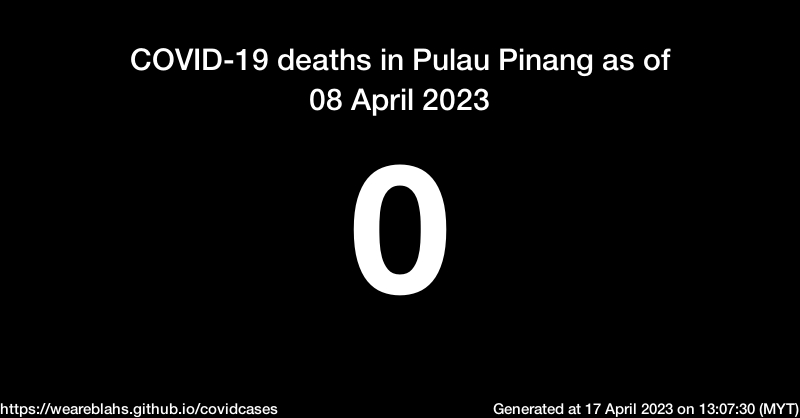 COVID-19 deaths in Pulau Pinang as of
08 April 2023
0
https://weareblahs.github.io/covidcases
Generated at 17 April 2023 on 13:07:30 (MYT)